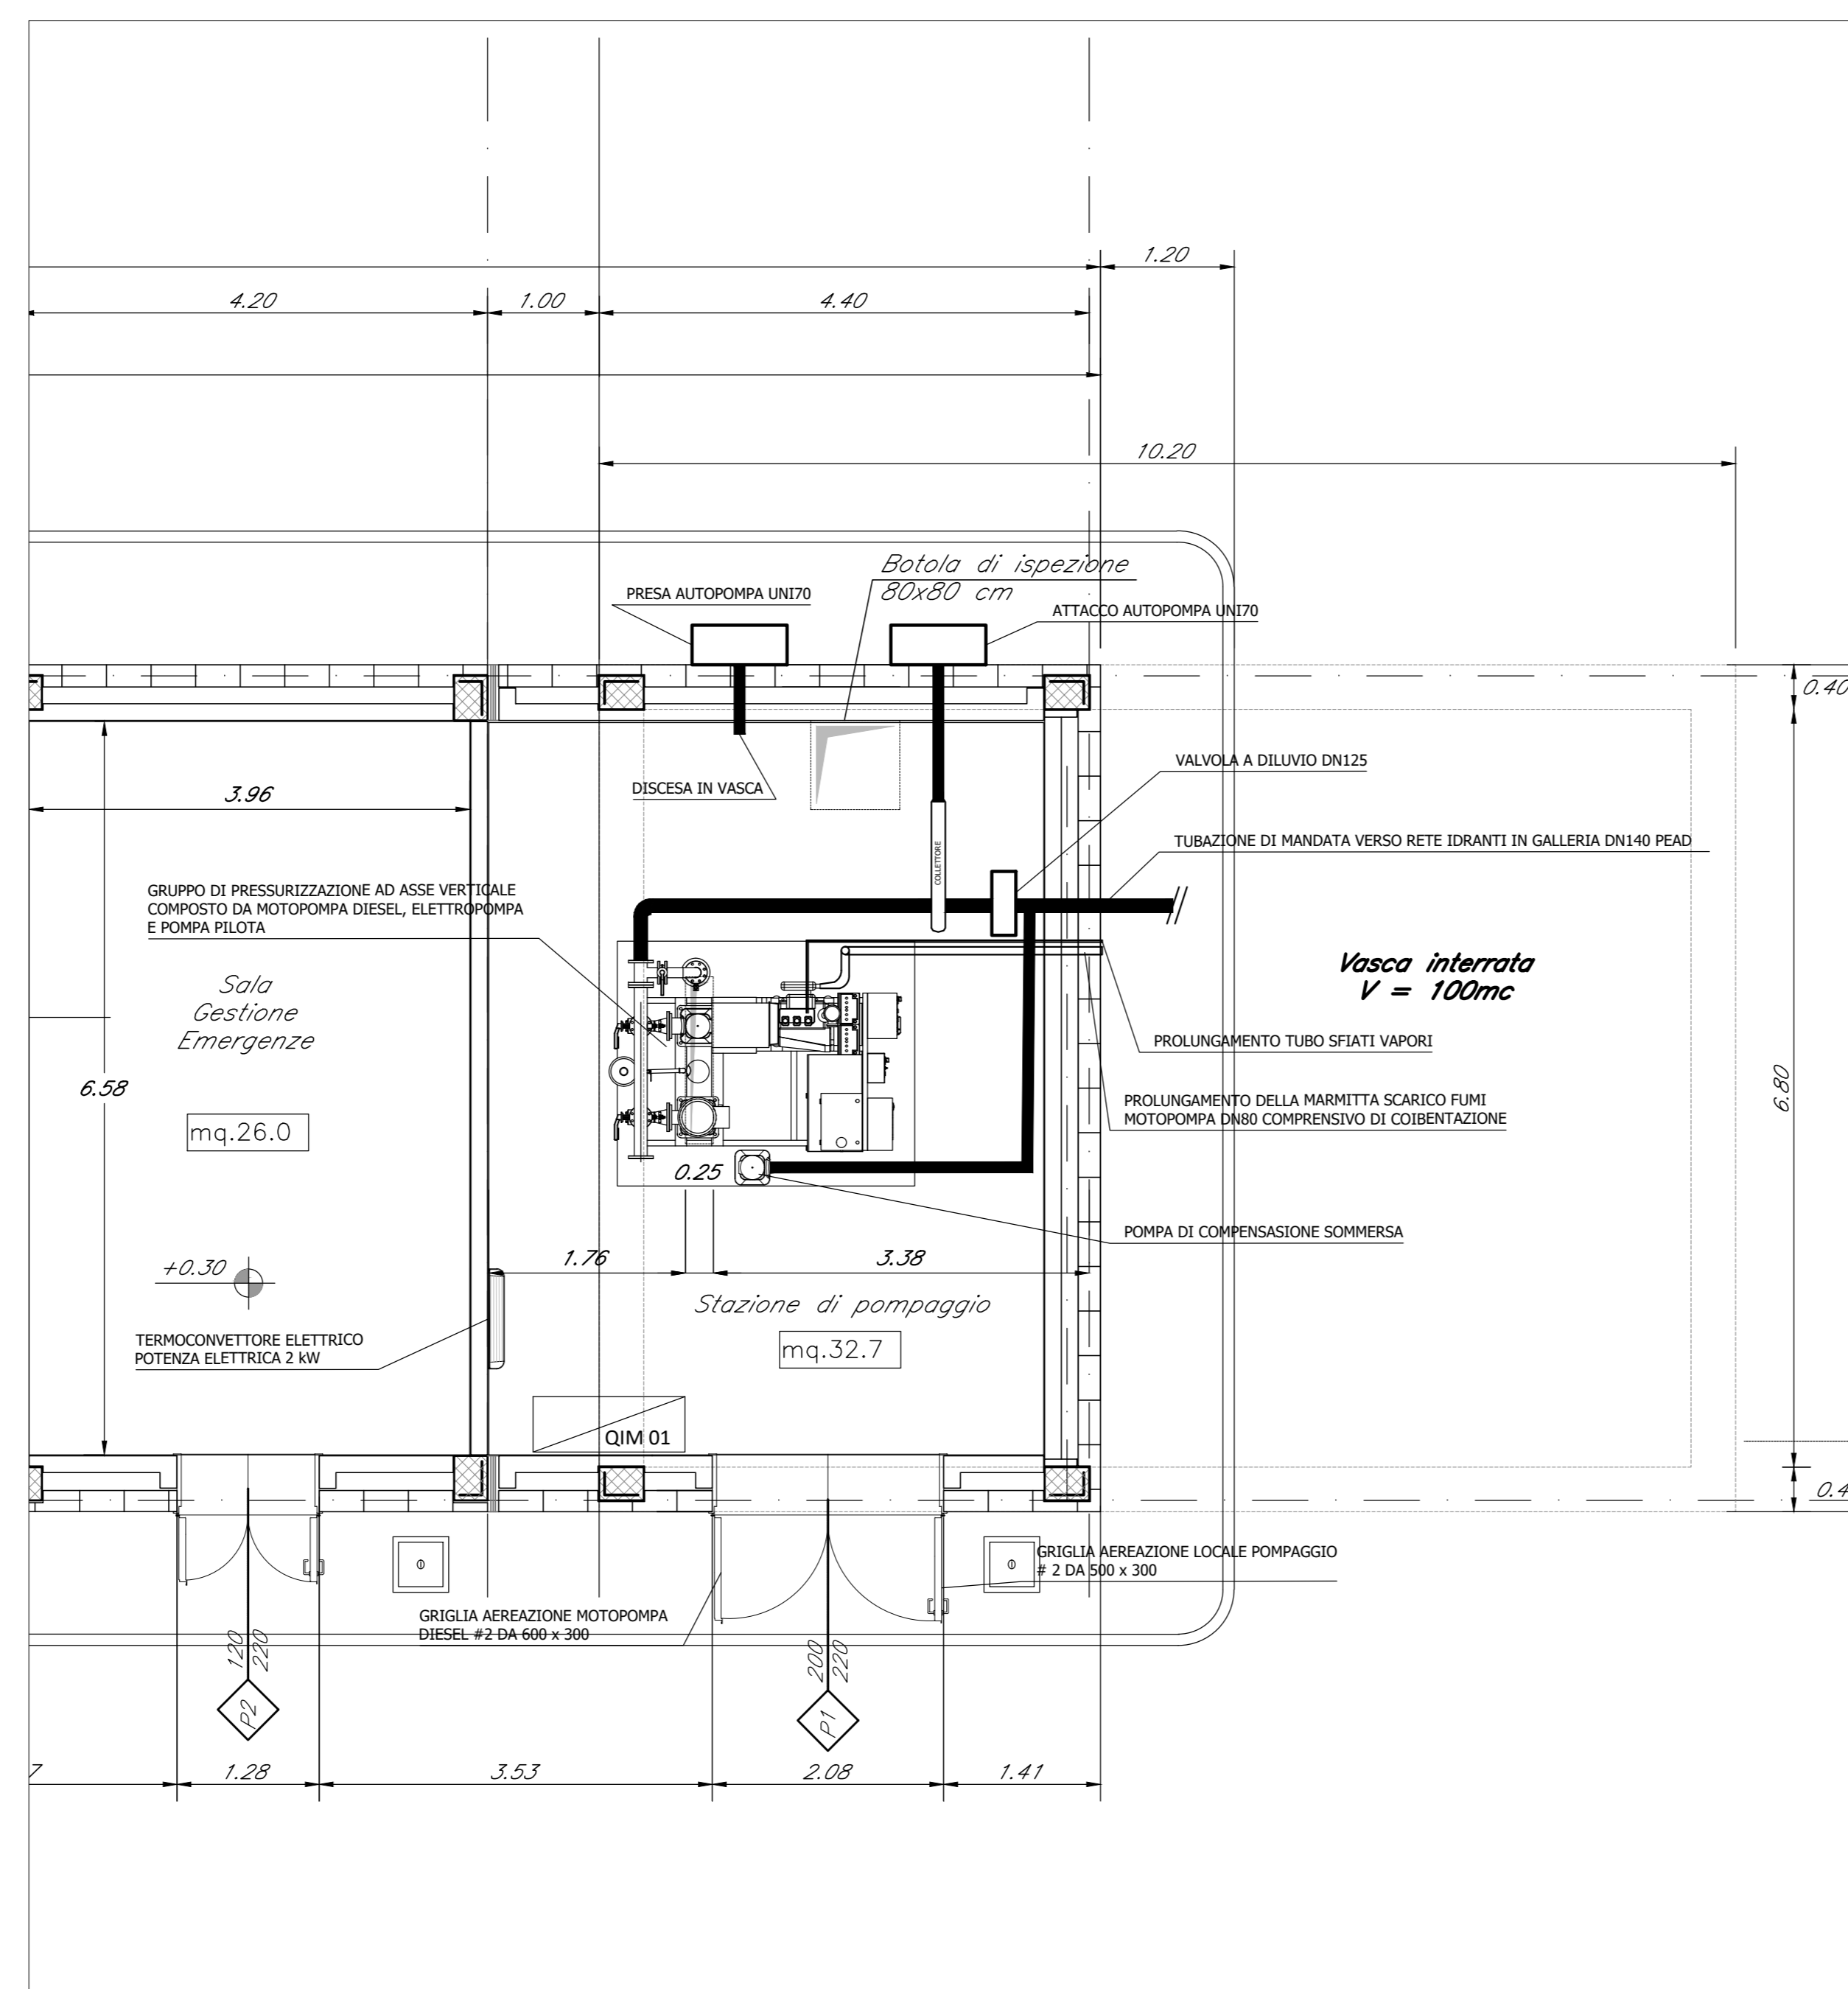 1.20
4.20
1.00
4.40
10.20
Botola di ispezione
80x80 cm
PRESA AUTOPOMPA UNI70
ATTACCO AUTOPOMPA UNI70
0.40
VALVOLA A DILUVIO DN125
DISCESA IN VASCA
3.96
TUBAZIONE DI MANDATA VERSO RETE IDRANTI IN GALLERIA DN140 PEAD
COLLETTORE
GRUPPO DI PRESSURIZZAZIONE AD ASSE VERTICALE
COMPOSTO DA MOTOPOMPA DIESEL, ELETTROPOMPA
E POMPA PILOTA
Vasca interrata
V = 100mc
Sala
Gestione
Emergenze
PROLUNGAMENTO TUBO SFIATI VAPORI
6.58
6.80
PROLUNGAMENTO DELLA MARMITTA SCARICO FUMI
MOTOPOMPA DN80 COMPRENSIVO DI COIBENTAZIONE
mq.26.0
0.25
POMPA DI COMPENSASIONE SOMMERSA
1.76
3.38
+0.30
Stazione di pompaggio
TERMOCONVETTORE ELETTRICO
POTENZA ELETTRICA 2 kW
mq.32.7
QIM 01
0.4
GRIGLIA AEREAZIONE LOCALE POMPAGGIO
# 2 DA 500 x 300
GRIGLIA AEREAZIONE MOTOPOMPA
DIESEL #2 DA 600 x 300
120
220
200
220
P2
P1
7
1.28
3.53
2.08
1.41